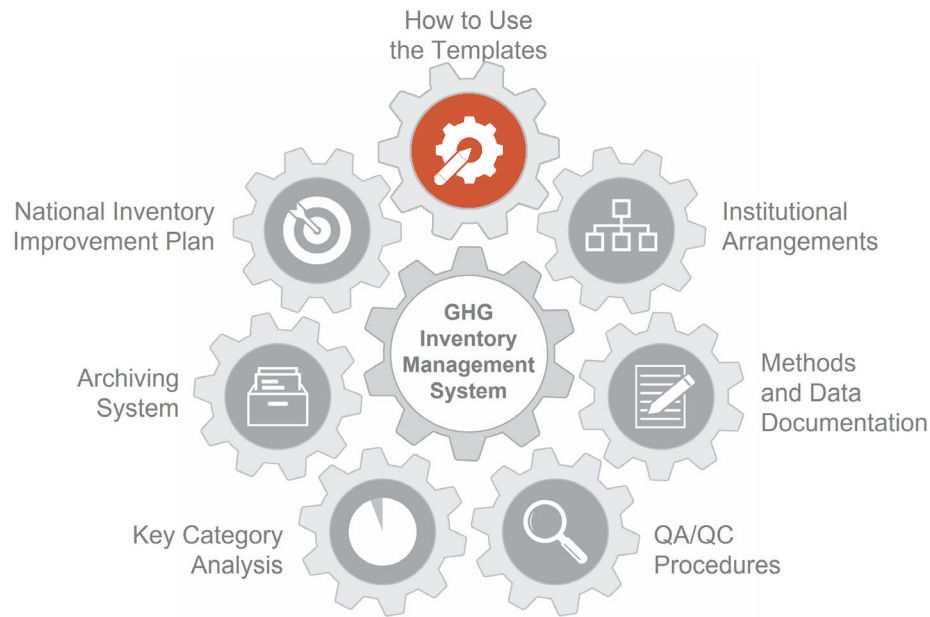 How to Use
the Templates
National Inventory
Improvement Plan
Institutional
Arrangements
GHG
Inventory
Management
System
Archiving
System
Methods
and Data
Documentation
Key Category
Analysis
QA/QC
Procedures